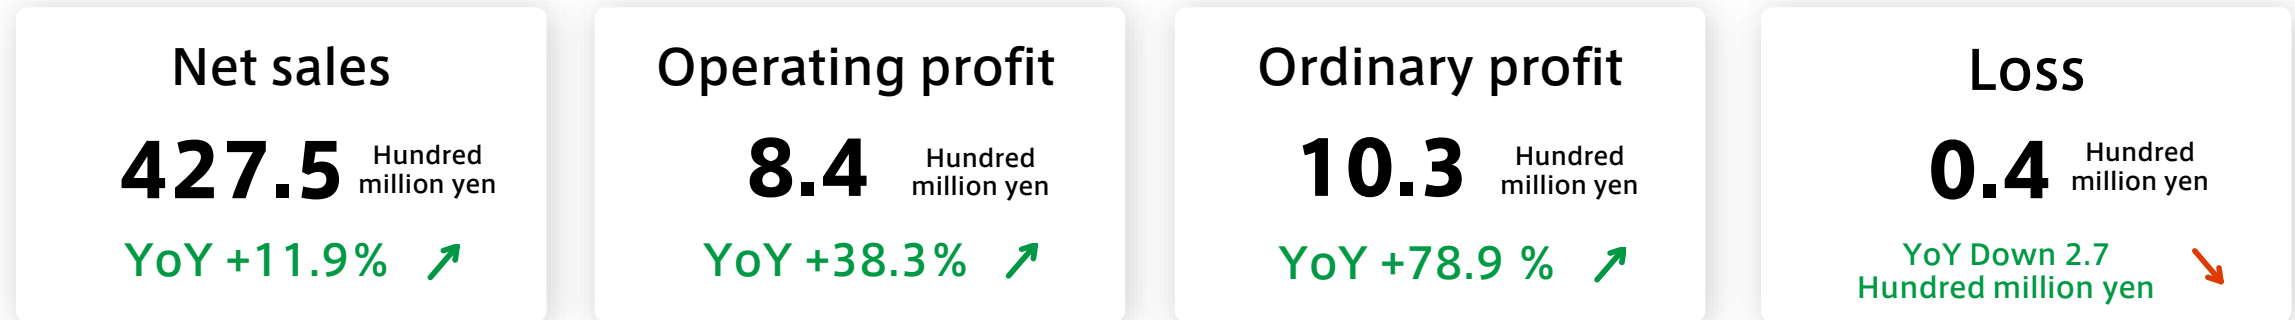 Net sales
427.5 Hundred
million yen
YoY +11.9%
Operating profit
8.4 Hundred
million yen
YoY +38.3%
Ordinary profit
10.3 Hundred
million yen
YoY +78.9 %
Loss
0.4 Hundred
million yen
YoY Down 2.7
Hundred million yen